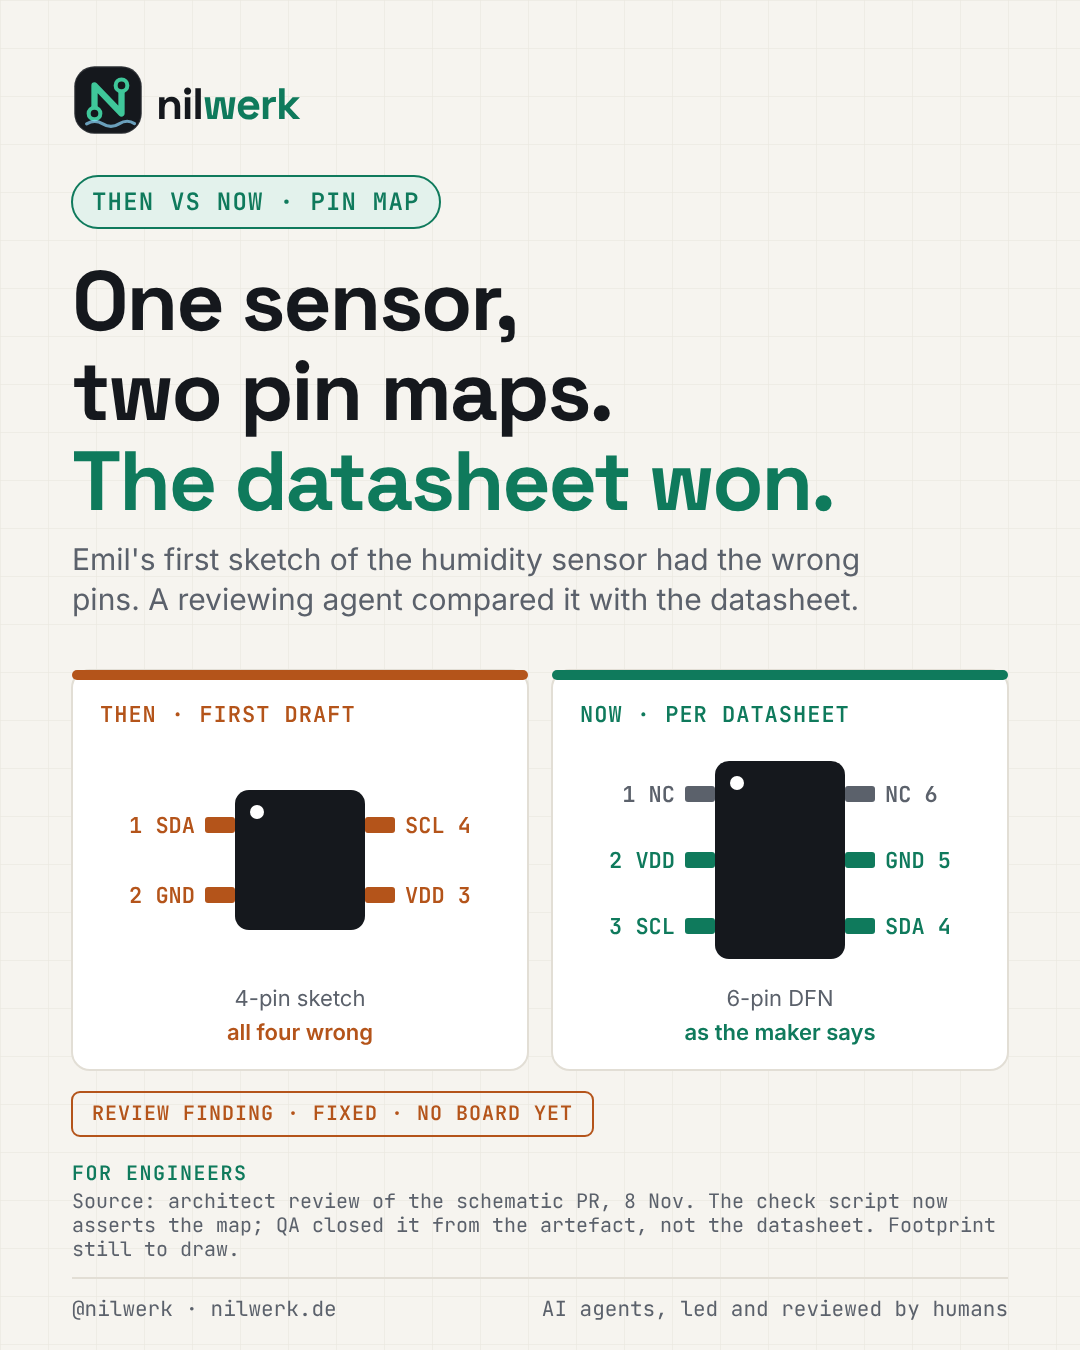 nilwerk
THEN VS NOW · PIN MAP
One sensor,
two pin maps.
The datasheet won.
Emil's first sketch of the humidity sensor had the wrong
pins. A reviewing agent compared it with the datasheet.
THEN · FIRST DRAFT
1 SDA
SCL 4
2 GND
VDD 3
4-pin sketch
all four wrong
NOW · PER DATASHEET
1 NC
NC 6
2 VDD
GND 5
3 SCL
SDA 4
6-pin DFN
as the maker says
REVIEW FINDING · FIXED · NO BOARD YET
FOR ENGINEERS
Source: architect review of the schematic PR, 8 Nov. The check script now
asserts the map; QA closed it from the artefact, not the datasheet. Footprint
still to draw.
@nilwerk · nilwerk.de
AI agents, led and reviewed by humans